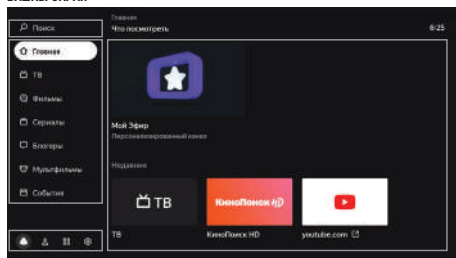 Поиск
Главная
Что посмотреть
6:25
Главная
ТВ
Фильмы
Сериалы
Блогеры
Мультфильмы
События
Мой Эфир
Персонализированный канал
Недавние
ТВ
КиноПоиск HD
ТВ
КиноПоиск HD
youtube.com